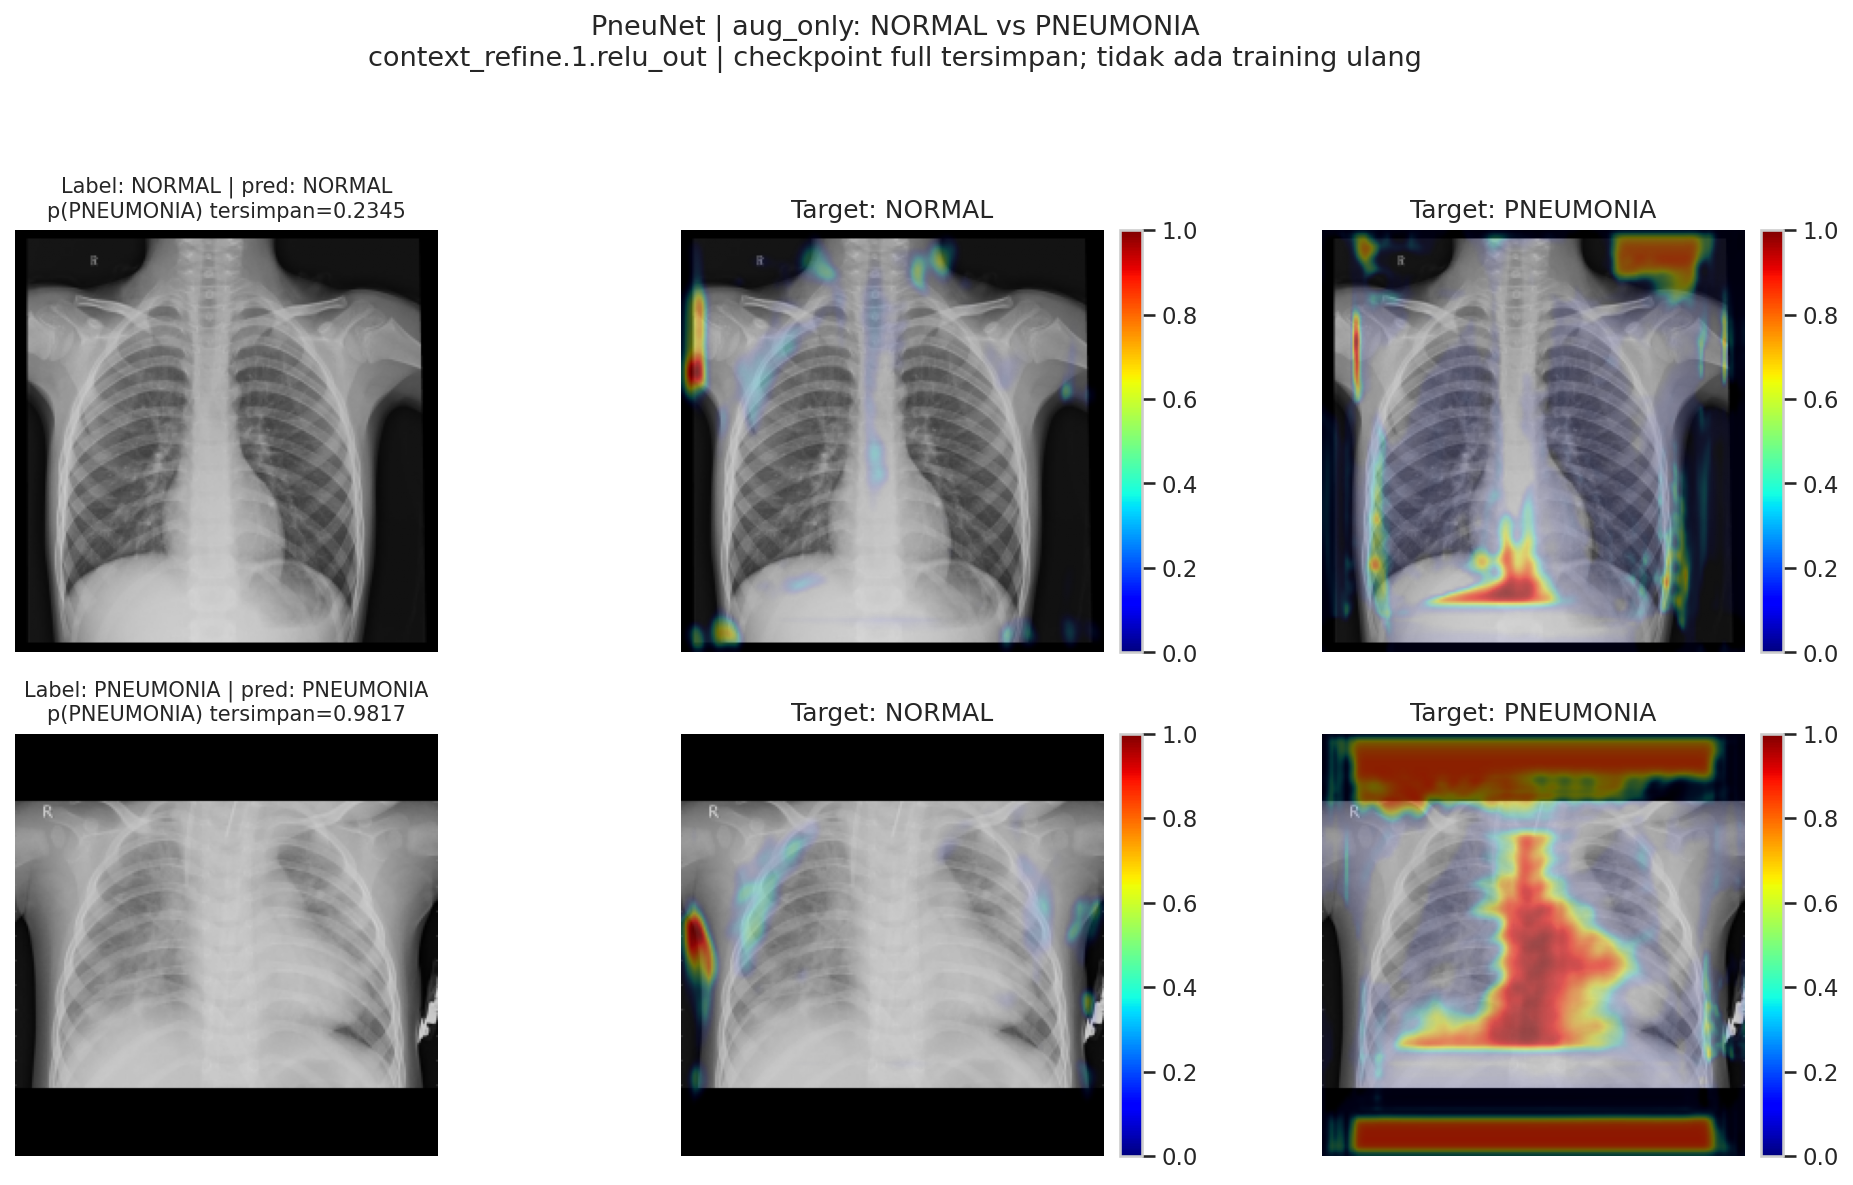 PneuNet | aug_only: NORMAL vs PNEUMONIA
context_refine.1.relu_out | checkpoint full tersimpan; tidak ada training ulang
Label: NORMAL | pred: NORMAL
p(PNEUMONIA) tersimpan=0.2345
R
Target: NORMAL
R
1.0
0.8
0.6
0.4
0.2
0.0
Target: PNEUMONIA
R
1.0
0.8
0.6
0.4
0.2
0.0
Label: PNEUMONIA | pred: PNEUMONIA
p(PNEUMONIA) tersimpan=0.9817
R
Target: NORMAL
R
1.0
0.8
0.6
0.4
0.2
0.0
Target: PNEUMONIA
R
1.0
0.8
0.6
0.4
0.2
0.0